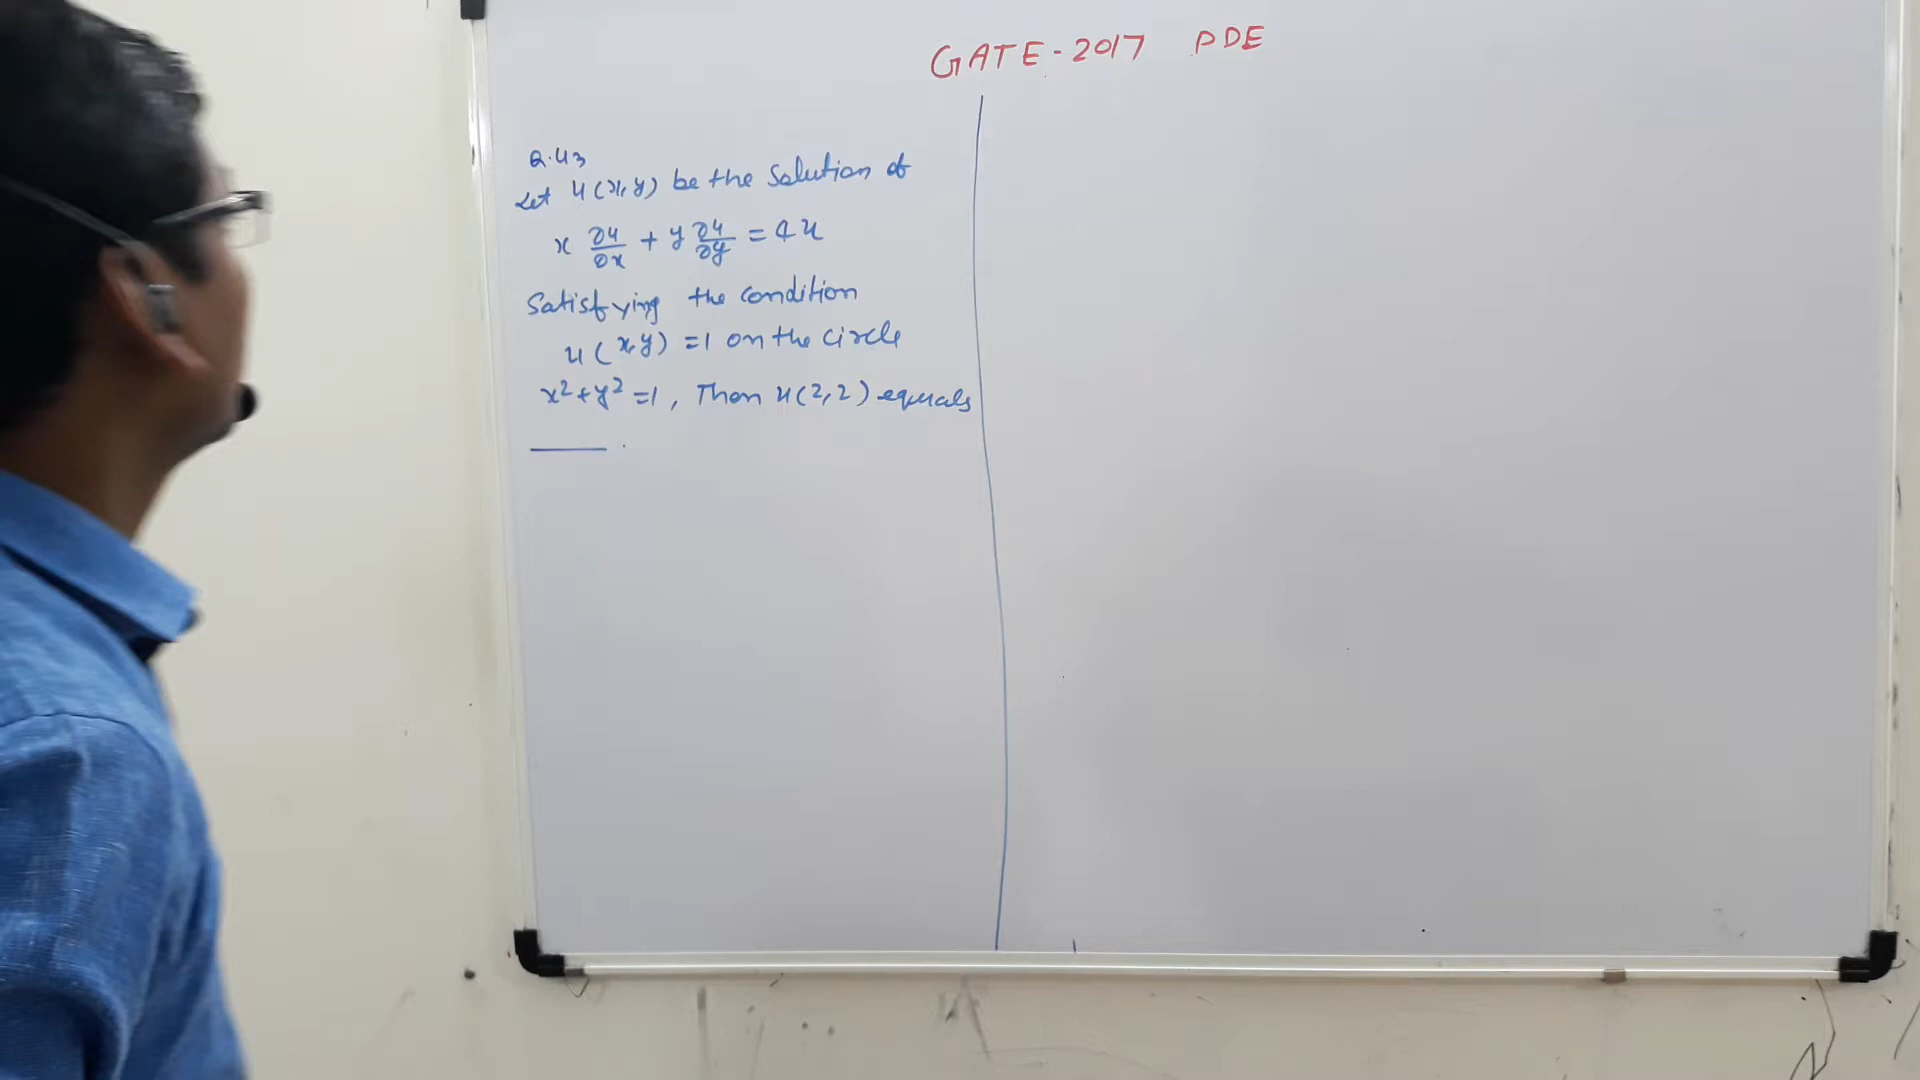 GATE-2017 PDE
Q.43
Let u(x,y) be the solution of
x ∂u/∂x + y ∂u/∂y = 4u
Satisfying the condition
u(x,y) = 1 on the circle
x²+y²=1, Then u(2,2) equals
____.